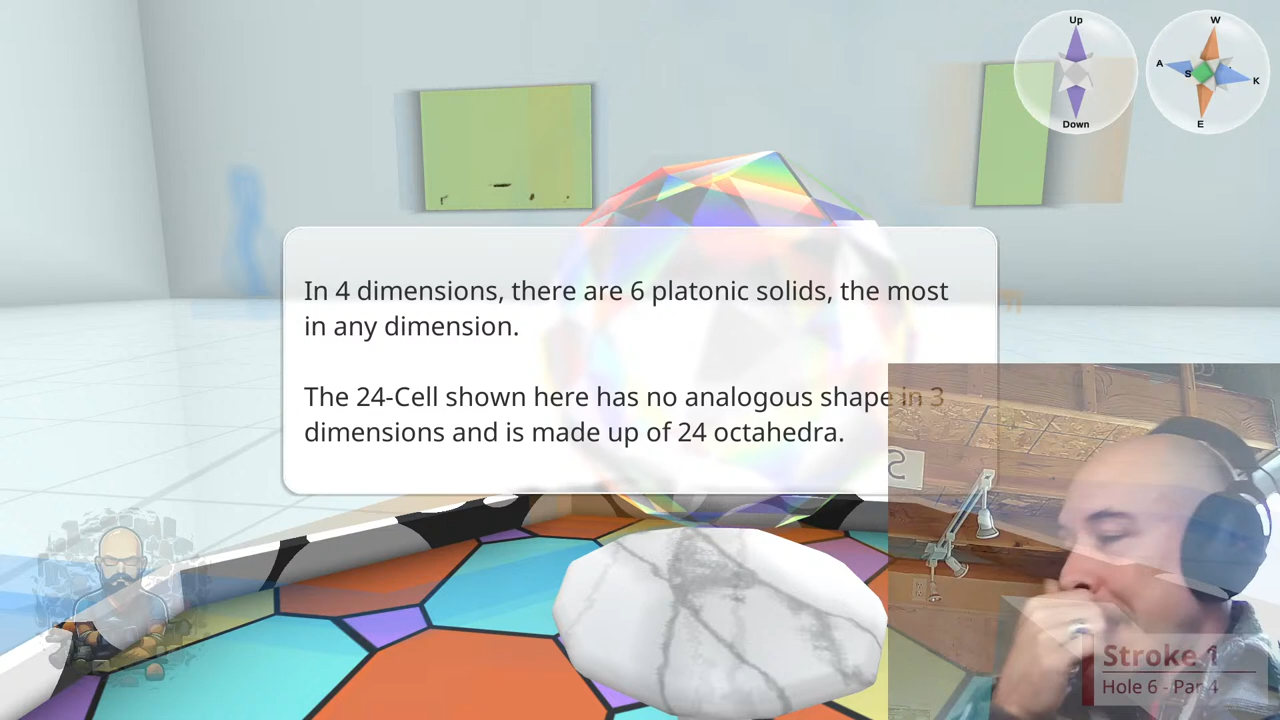 Up
W
A
S
K
Down
E
In 4 dimensions, there are 6 platonic solids, the most
in any dimension.
The 24-Cell shown here has no analogous shape in 3
dimensions and is made up of 24 octahedra.
S
Stroke 1
Hole 6 - Par 4